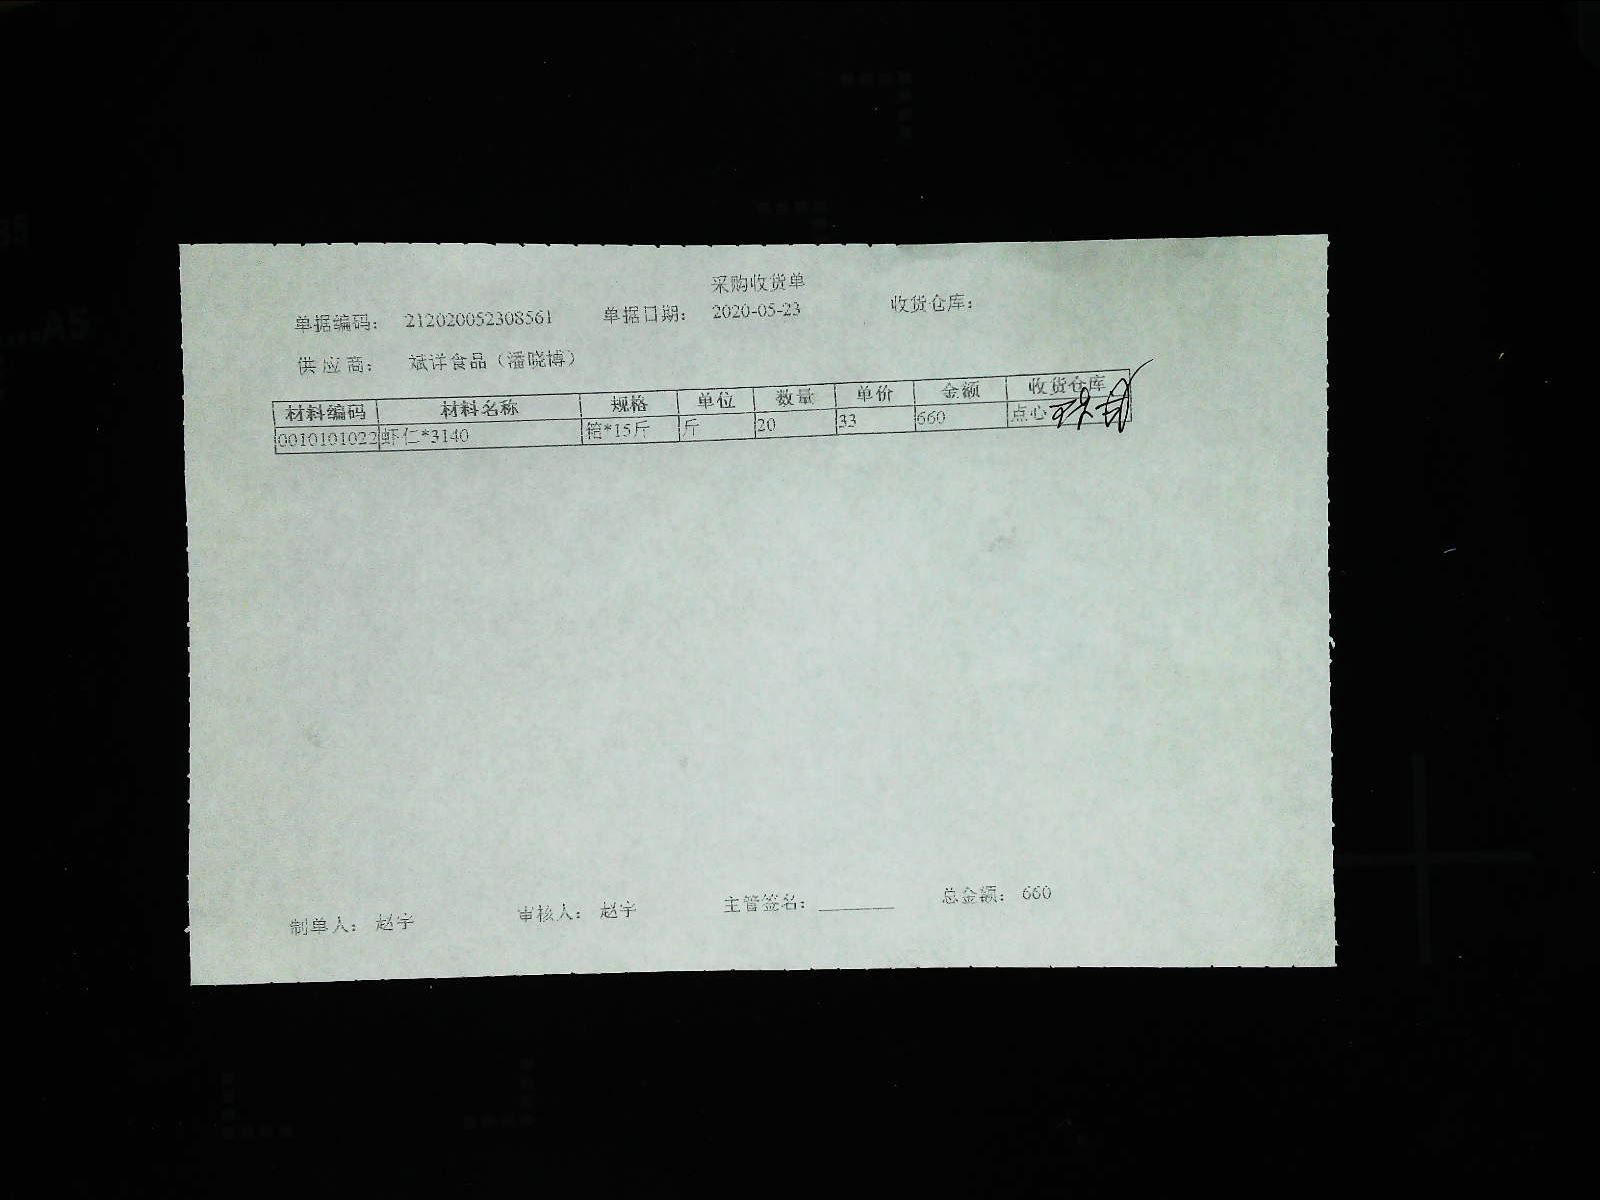 采购收货单
单据编码： 212020052308561 单据日期： 2020-05-23 收货仓库：
供 应 商： 斌洋食品（潘晓博）
材料编码 材料名称 规格 单位 数量 单价 金额 收货仓库
0010101022 虾仁*3140 箱*15斤 斤 20 33 660 点心
制单人： 赵宇 审核人： 赵宇 主管签名： ________ 总金额： 660